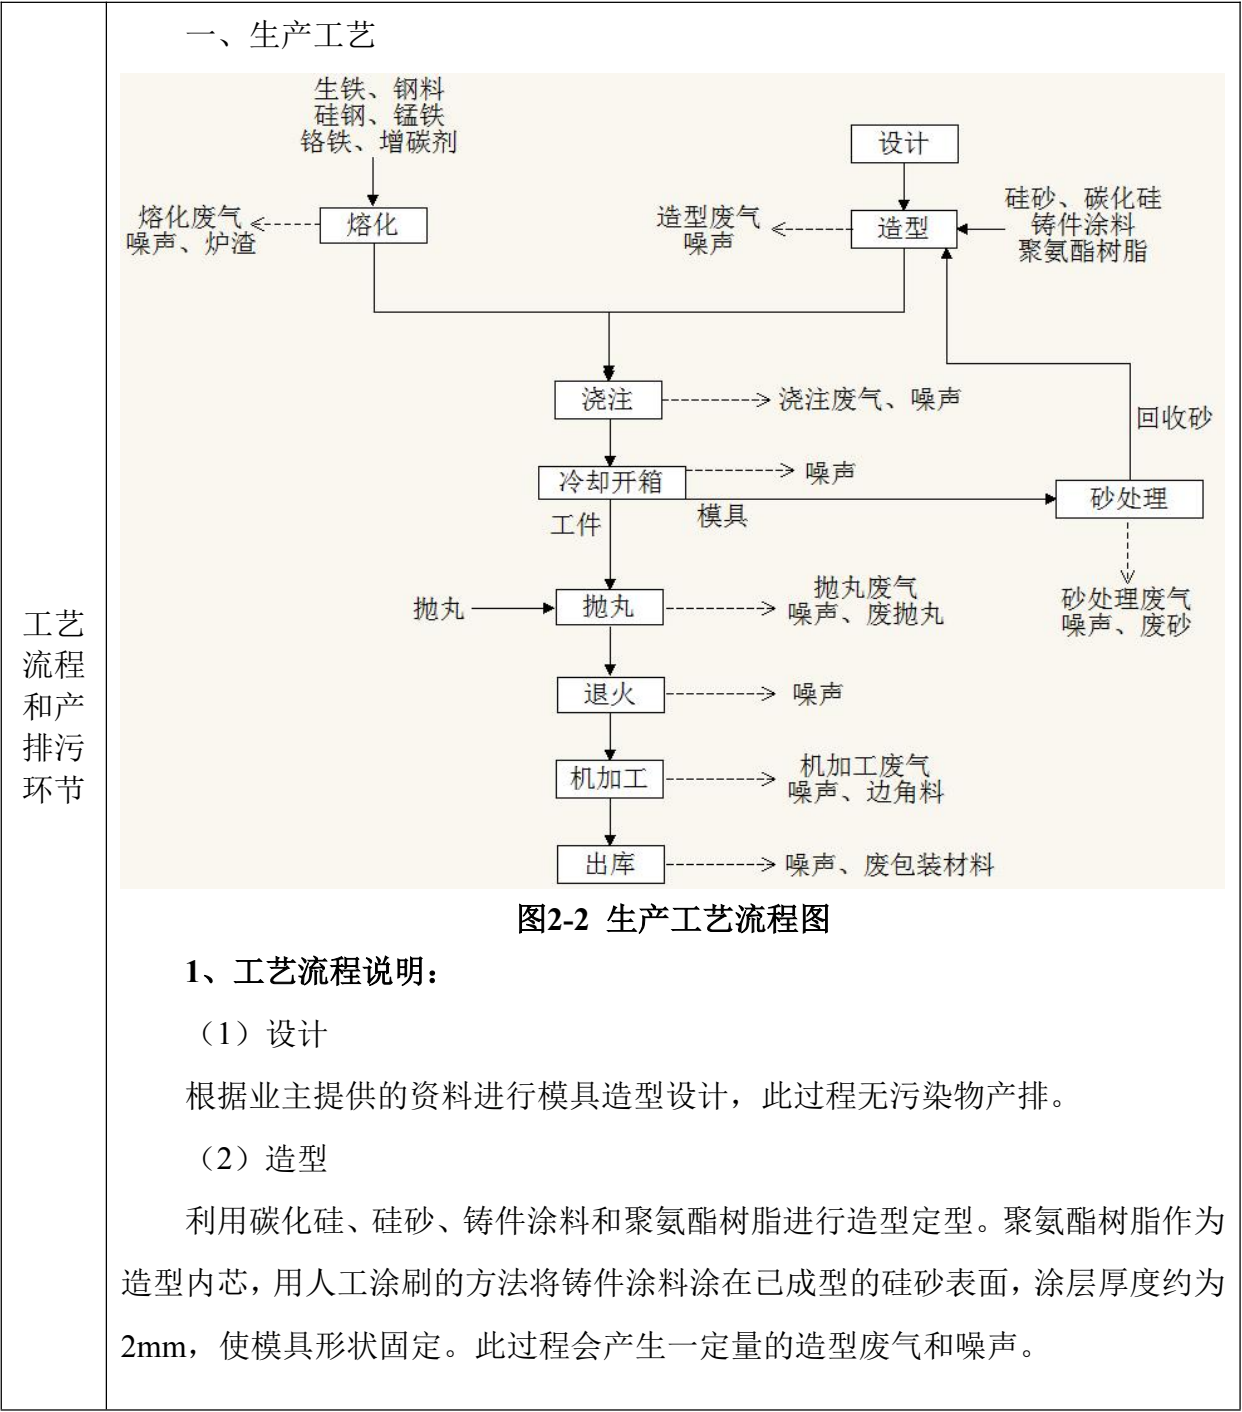 一、生产工艺
生铁、钢料
硅钢、锰铁
铬铁、增碳剂
设计
熔化废气
噪声、炉渣
熔化
造型废气
噪声
造型
硅砂、碳化硅
铸件涂料
聚氨酯树脂
浇注
浇注废气、噪声
回收砂
冷却开箱
噪声
工件
模具
砂处理
抛丸
抛丸
抛丸废气
噪声、废抛丸
砂处理废气
噪声、废砂
退火
噪声
机加工
机加工废气
噪声、边角料
出库
噪声、废包装材料
工艺
流程
和产
排污
环节
图2-2 生产工艺流程图
1、工艺流程说明：
（1）设计
根据业主提供的资料进行模具造型设计，此过程无污染物产排。
（2）造型
利用碳化硅、硅砂、铸件涂料和聚氨酯树脂进行造型定型。聚氨酯树脂作为
造型内芯，用人工涂刷的方法将铸件涂料涂在已成型的硅砂表面，涂层厚度约为
2mm，使模具形状固定。此过程会产生一定量的造型废气和噪声。